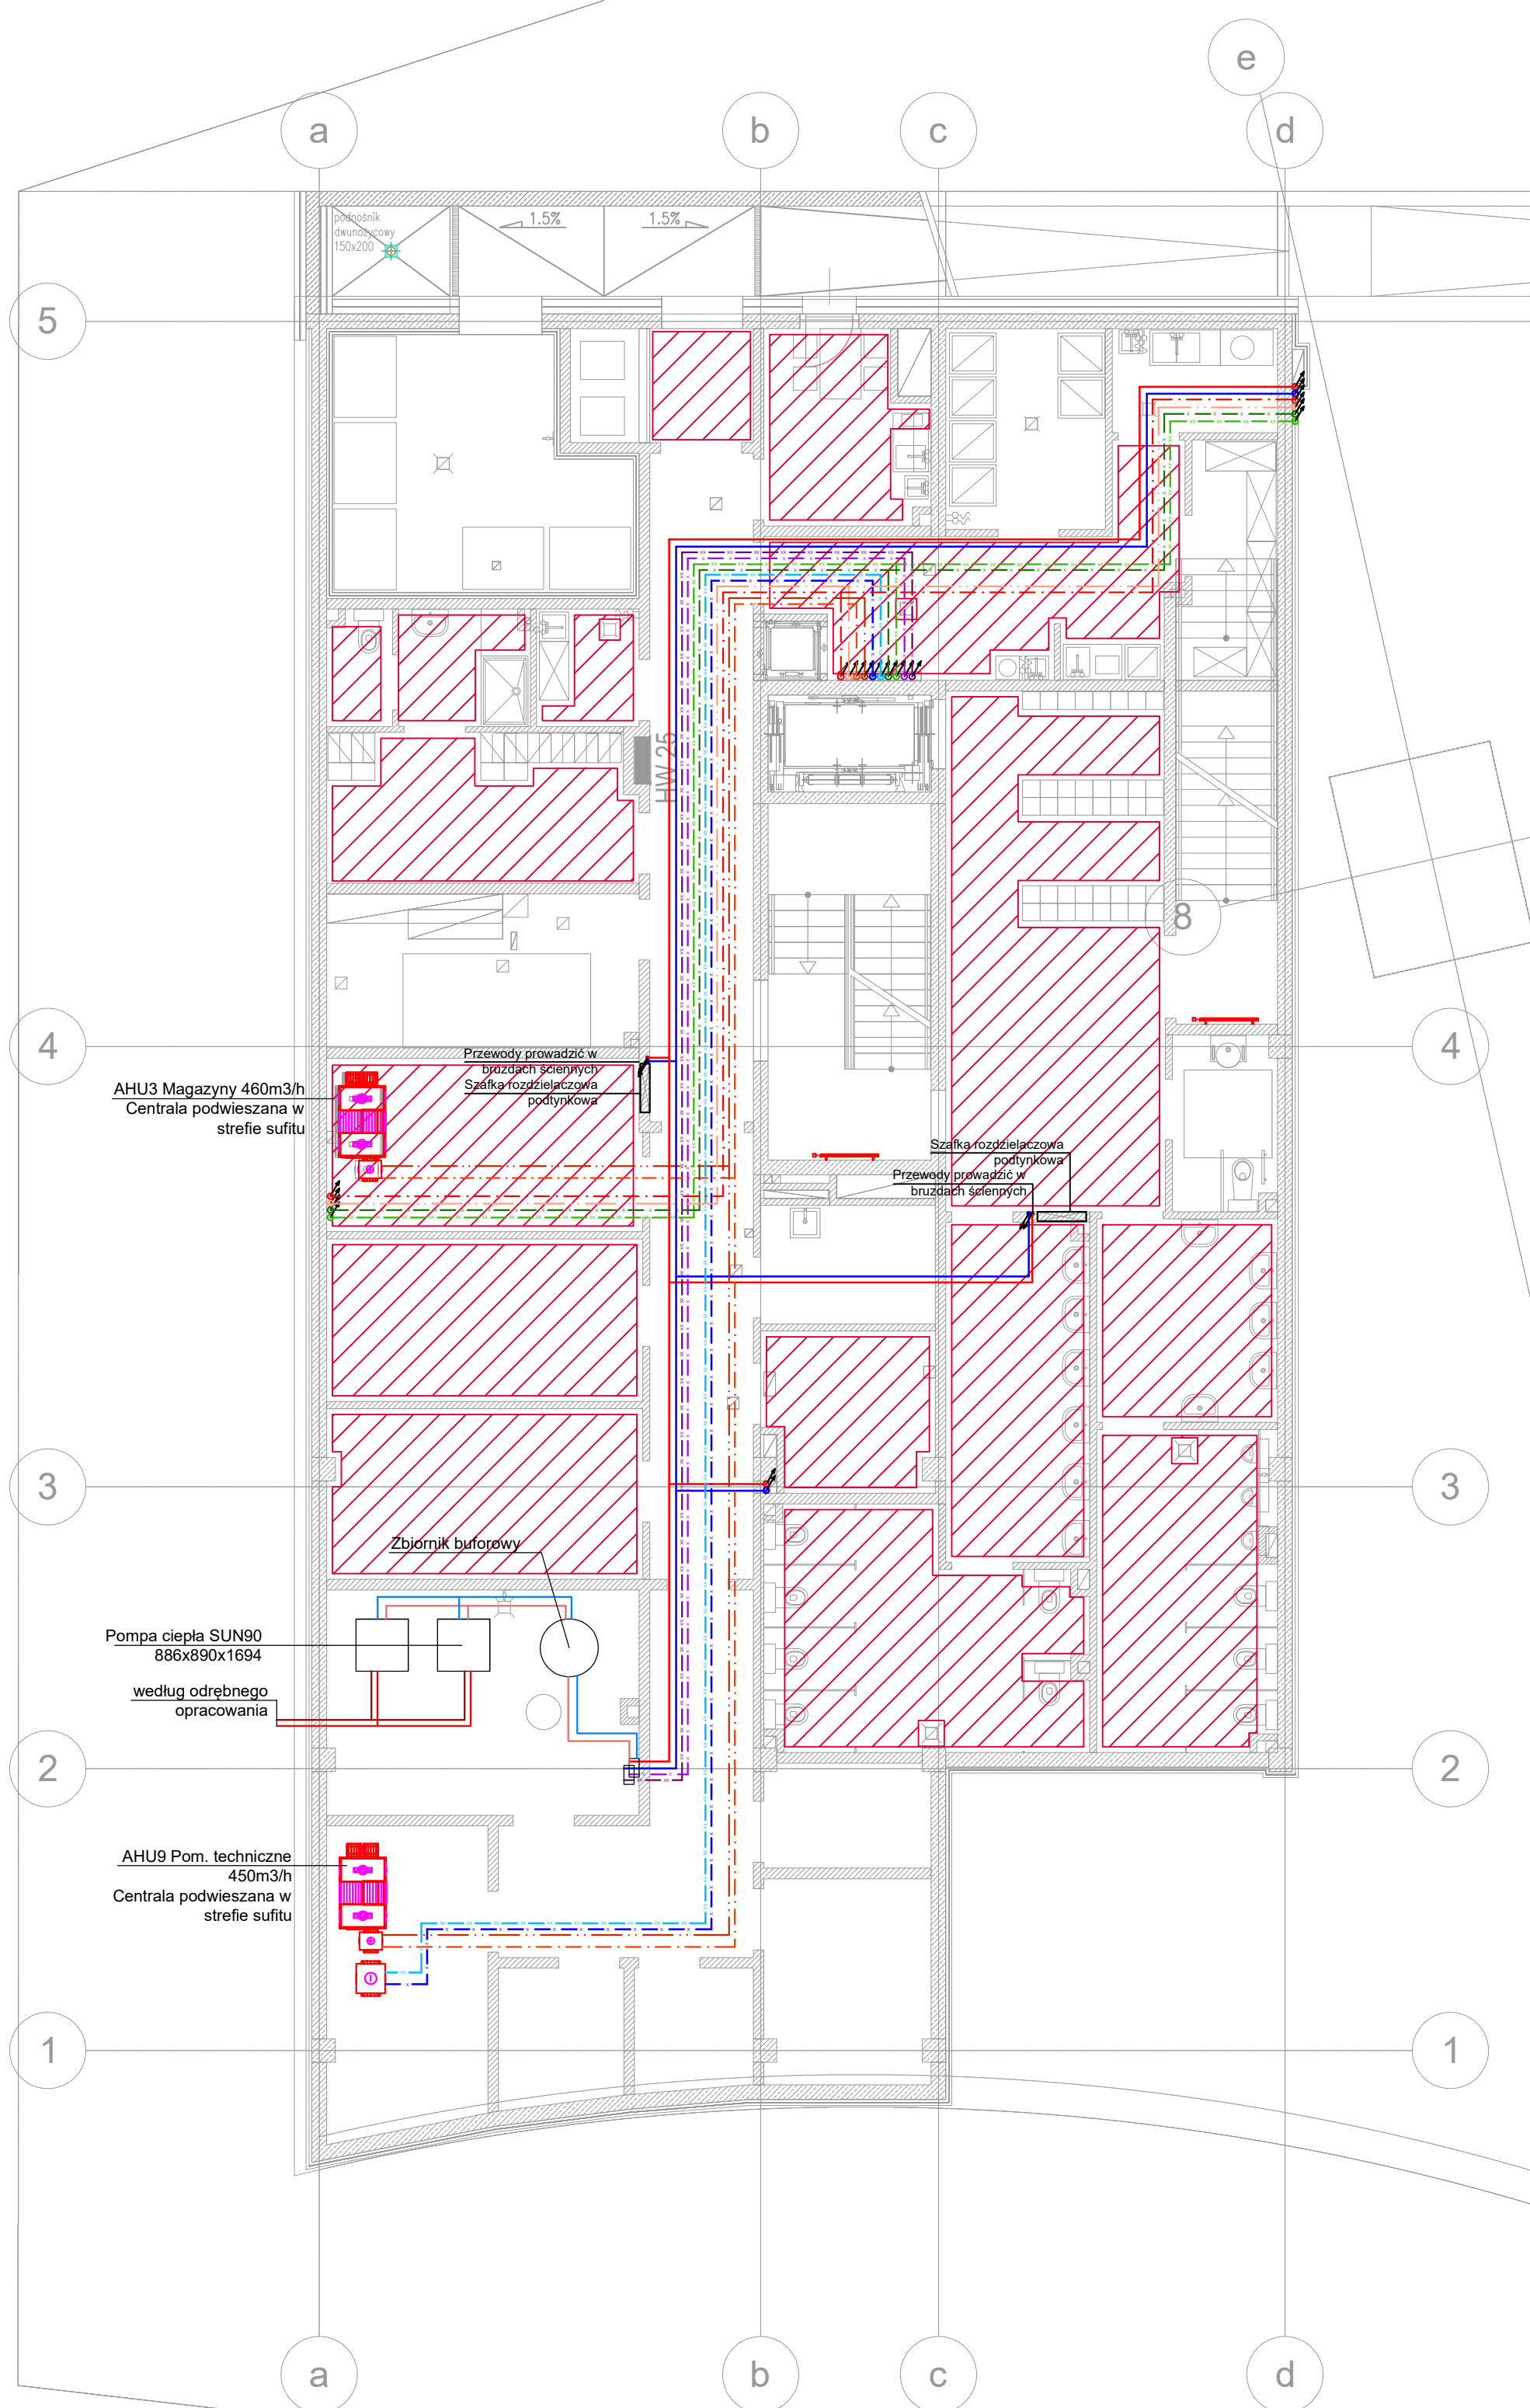 e
a
b
c
d
podnośnik
dwunożycowy
150x200
1.5%
1.5%
5
HW 25
8
4
4
Przewody prowadzić w
bruzdach ściennych
Szafka rozdzielaczowa
podtynkowa
AHU3 Magazyny 460m3/h
Centrala podwieszana w
strefie sufitu
Szafka rozdzielaczowa
podtynkowa
Przewody prowadzić w
bruzdach ściennych
3
3
Zbiornik buforowy
Pompa ciepła SUN90
886x890x1694
według odrębnego
opracowania
2
2
AHU9 Pom. techniczne
450m3/h
Centrala podwieszana w
strefie sufitu
1
1
a
b
c
d